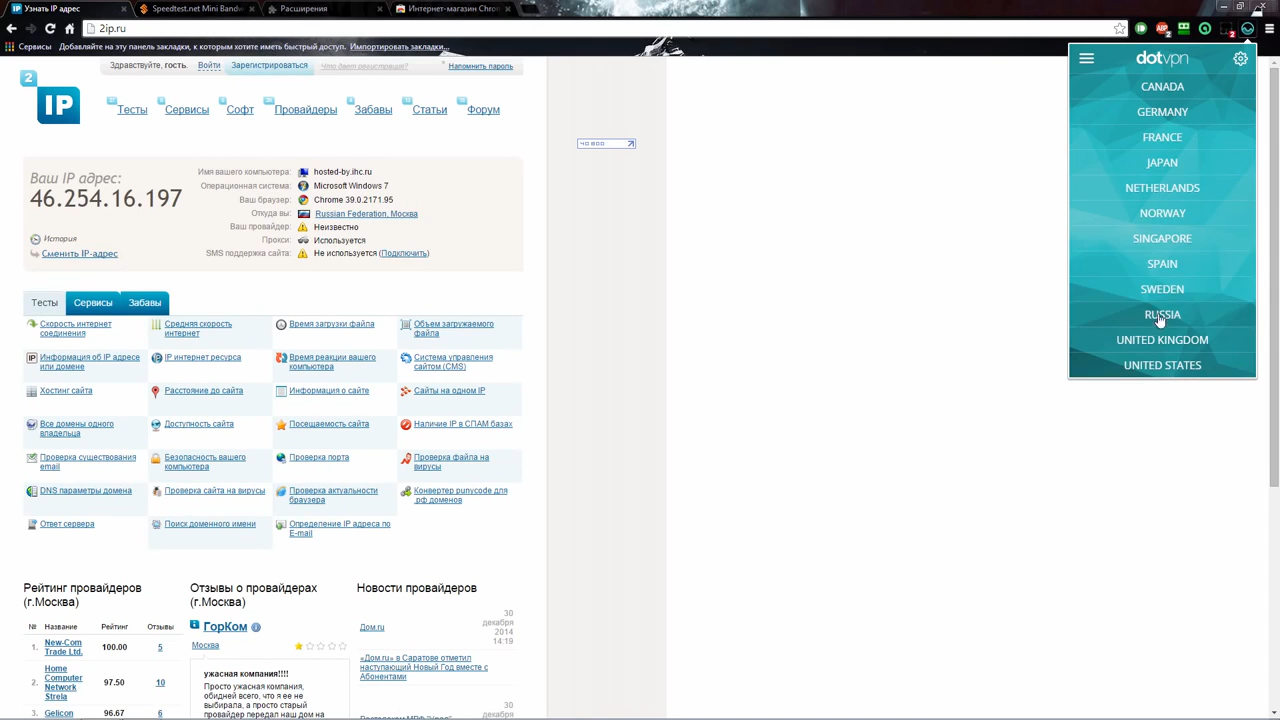 Узнать IP адрес
Speedtest.net Mini Bandw
Расширения
Интернет-магазин Chron
2ip.ru
Сервисы
Добавляйте на эту панель закладки, к которым хотите иметь быстрый доступ.
Импортировать закладки...
Здравствуйте, гость.
Войти
Зарегистрироваться
Что дает регистрация?
Напомнить пароль
2
IP
Тесты
Сервисы
Софт
Провайдеры
Забавы
Статьи
Форум
Ваш IP адрес:
46.254.16.197
История
Сменить IP-адрес
Имя вашего компьютера: hosted-by.ihc.ru
Операционная система: Microsoft Windows 7
Ваш браузер: Chrome 39.0.2171.95
Откуда вы: Russian Federation, Москва
Ваш провайдер: Неизвестно
Прокси: Используется
SMS поддержка сайта: Не используется (Подключить)
dotvpn
CANADA
GERMANY
FRANCE
JAPAN
NETHERLANDS
NORWAY
SINGAPORE
SPAIN
SWEDEN
RUSSIA
UNITED KINGDOM
UNITED STATES
Тесты
Сервисы
Забавы
Скорость интернет
соединения
Средняя скорость
интернет
Время загрузки файла
Объем загружаемого
файла
Информация об IP адресе
или домене
IP интернет ресурса
Время реакции вашего
компьютера
Система управления
сайтом (CMS)
Хостинг сайта
Расстояние до сайта
Информация о сайте
Сайты на одном IP
Все домены одного
владельца
Доступность сайта
Посещаемость сайта
Наличие IP в СПАМ базах
Проверка существования
email
Безопасность вашего
компьютера
Проверка порта
Проверка файла на
вирусы
DNS параметры домена
Проверка сайта на вирусы
Проверка актуальности
браузера
Конвертер punycode для
.рф доменов
Ответ сервера
Поиск доменного имени
Определение IP адреса по
E-mail
Рейтинг провайдеров
(г.Москва)
№ Название Рейтинг Отзывы
1. New-Com
Trade Ltd. 100.00 5
2. Home
Computer
Network
Strela 97.50 10
3. Gelicon 96.67 6
Отзывы о провайдерах
(г.Москва)
ГорКом
Москва
ужасная компания!!!!
Просто ужасная компания,
обидней всего, что я ее не
выбирала, а просто старый
провайдер передал наш дом на
Новости провайдеров
30
декабря
2014
14:19
Dом.ru
«Дом.ru» в Саратове отметил
наступающий Новый Год вместе с
Абонентами
30
декабря